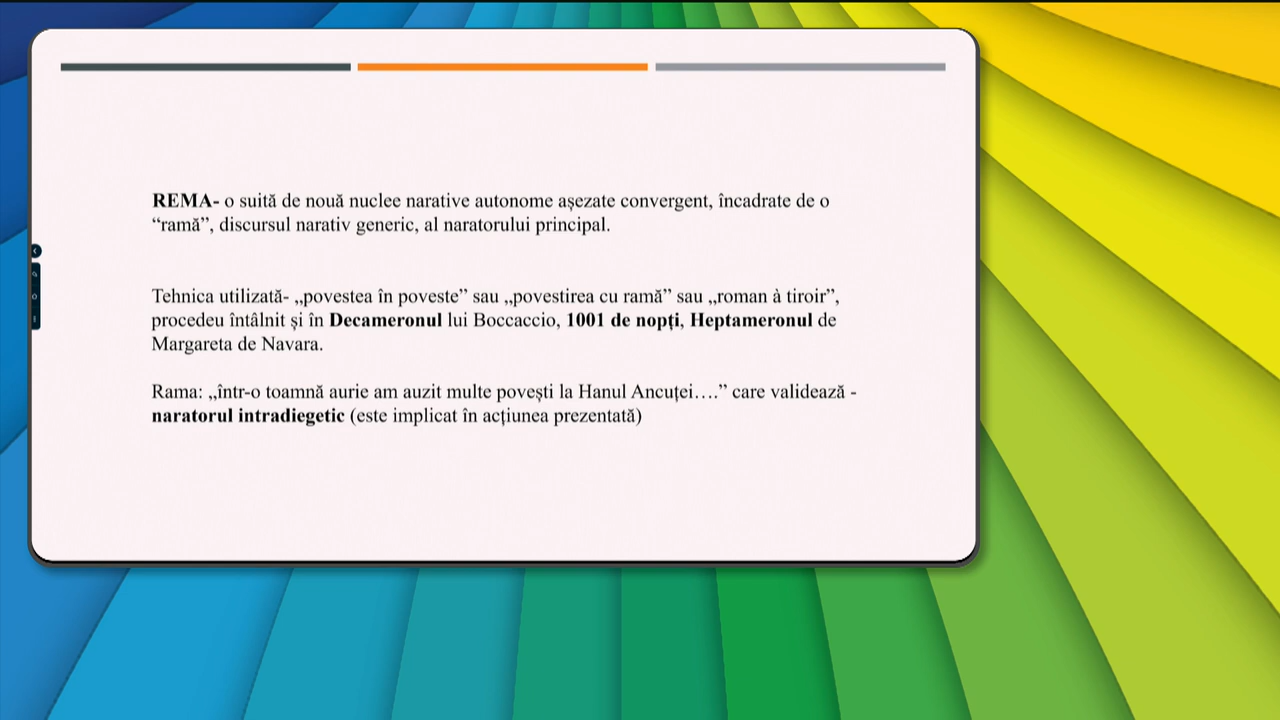 REMA- o suită de nouă nuclee narative autonome așezate convergent, încadrate de o
“ramă”, discursul narativ generic, al naratorului principal.
Tehnica utilizată- „povestea în poveste” sau „povestirea cu ramă” sau „roman à tiroir”,
procedeu întâlnit și în Decameronul lui Boccaccio, 1001 de nopți, Heptameronul de
Margareta de Navara.
Rama: „într-o toamnă aurie am auzit multe povești la Hanul Ancuței….” care validează -
naratorul intradiegetic (este implicat în acțiunea prezentată)